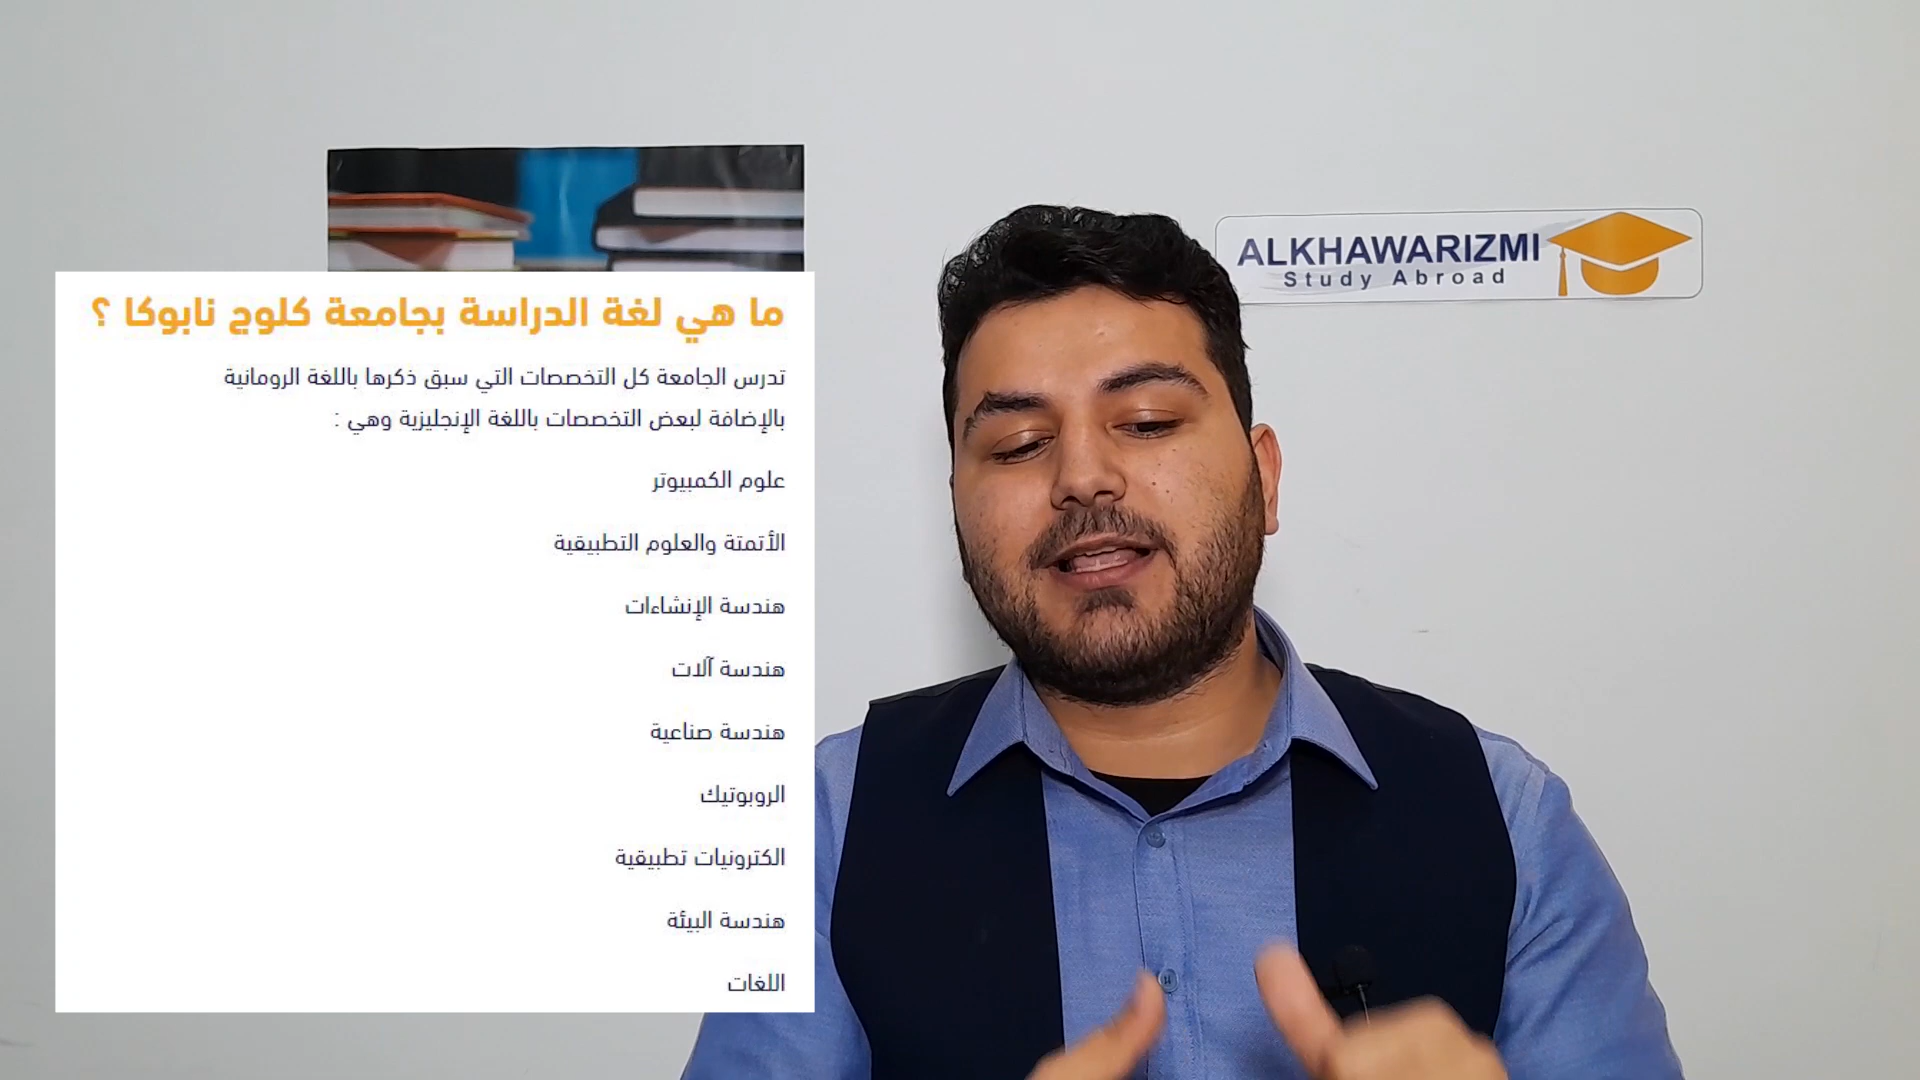 ما هي لغة الدراسة بجامعة كلوج نابوكا ؟
تدرس الجامعة كل التخصصات التي سبق ذكرها باللغة الرومانية
بالإضافة لبعض التخصصات باللغة الإنجليزية وهي :
علوم الكمبيوتر
الأتمتة والعلوم التطبيقية
هندسة الإنشاءات
هندسة آلات
هندسة صناعية
الروبوتيك
الكترونيات تطبيقية
هندسة البيئة
اللغات
ALKHAWARIZMI
Study Abroad